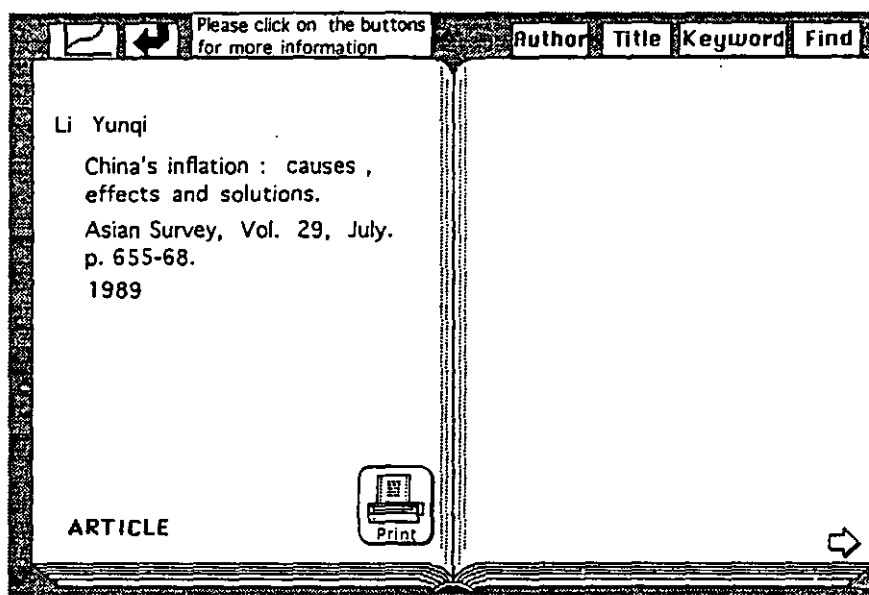 Please click on the buttons
for more information
Author Title Keyword Find
Li Yunqi
China's inflation : causes ,
effects and solutions.
Asian Survey, Vol. 29, July.
p. 655-68.
1989
ARTICLE
Print